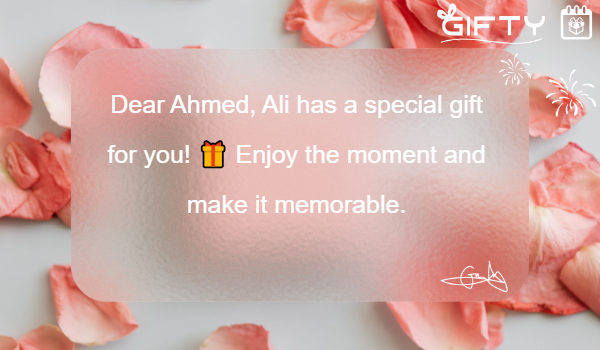 GIFTY
Dear Ahmed, Ali has a special gift
for you! 🎁 Enjoy the moment and
make it memorable.